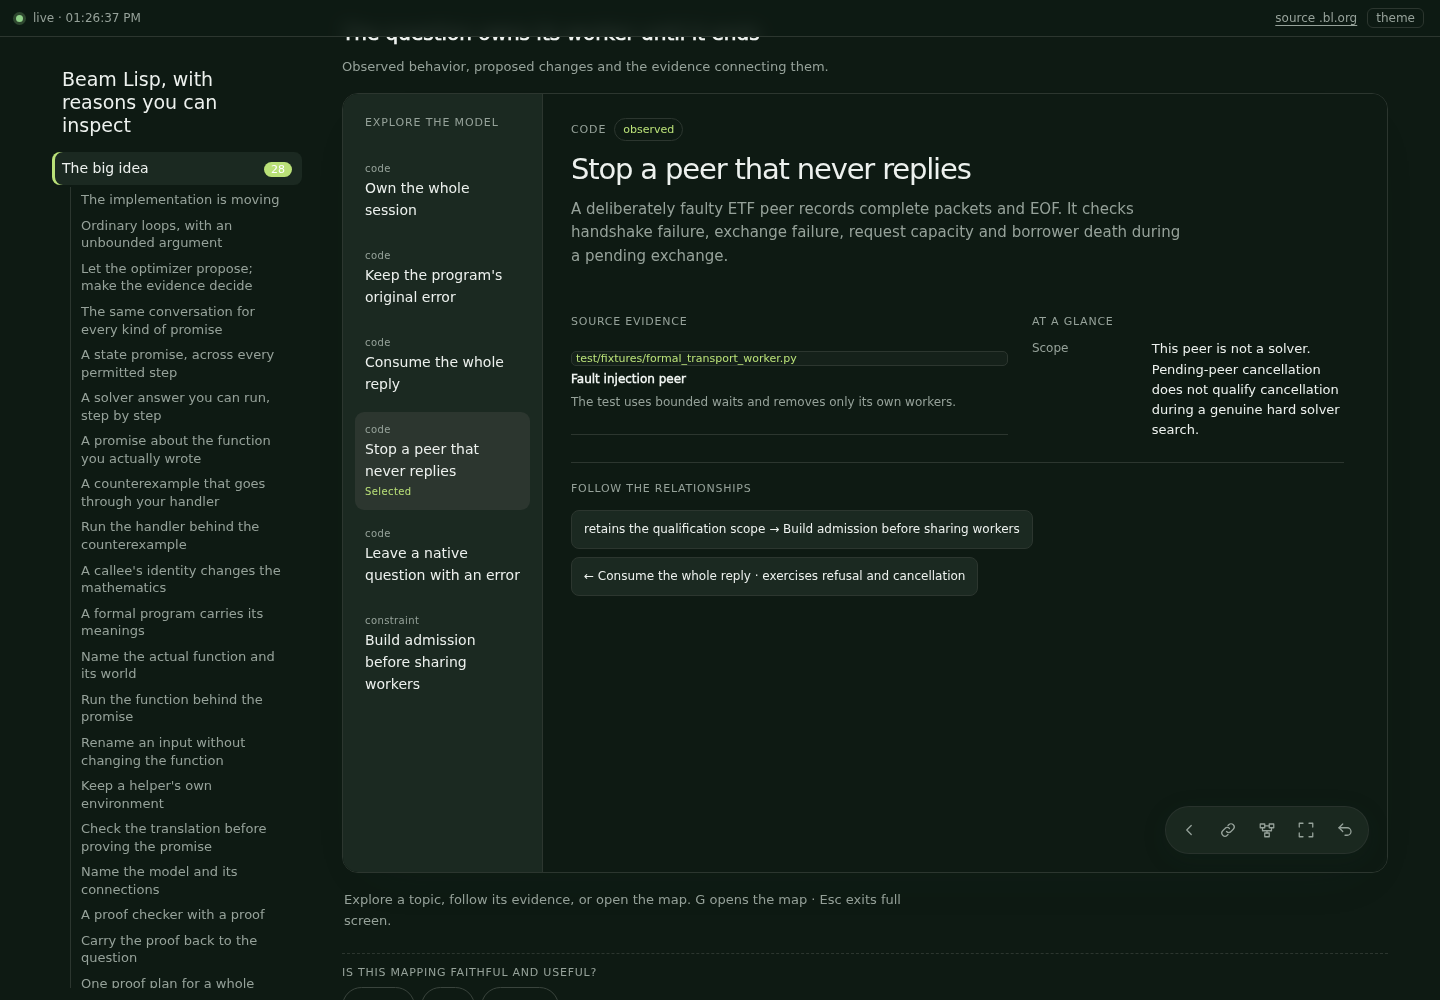 live · 01:26:37 PM
source .bl.org
theme
Beam Lisp, with
reasons you can
inspect
The big idea
28
The implementation is moving
Ordinary loops, with an
unbounded argument
Let the optimizer propose;
make the evidence decide
The same conversation for
every kind of promise
A state promise, across every
permitted step
A solver answer you can run,
step by step
A promise about the function
you actually wrote
A counterexample that goes
through your handler
Run the handler behind the
counterexample
A callee's identity changes the
mathematics
A formal program carries its
meanings
Name the actual function and
its world
Run the function behind the
promise
Rename an input without
changing the function
Keep a helper's own
environment
Check the translation before
proving the promise
Name the model and its
connections
A proof checker with a proof
Carry the proof back to the
question
One proof plan for a whole
The question owns its worker until it ends
Observed behavior, proposed changes and the evidence connecting them.
EXPLORE THE MODEL
code
Own the whole
session
code
Keep the program's
original error
code
Consume the whole
reply
code
Stop a peer that
never replies
Selected
code
Leave a native
question with an error
constraint
Build admission
before sharing
workers
CODE
observed
Stop a peer that never replies
A deliberately faulty ETF peer records complete packets and EOF. It checks
handshake failure, exchange failure, request capacity and borrower death during
a pending exchange.
SOURCE EVIDENCE
test/fixtures/formal_transport_worker.py
Fault injection peer
The test uses bounded waits and removes only its own workers.
AT A GLANCE
Scope
This peer is not a solver.
Pending-peer cancellation
does not qualify cancellation
during a genuine hard solver
search.
FOLLOW THE RELATIONSHIPS
retains the qualification scope → Build admission before sharing workers
← Consume the whole reply · exercises refusal and cancellation
Explore a topic, follow its evidence, or open the map. G opens the map · Esc exits full
screen.
IS THIS MAPPING FAITHFUL AND USEFUL?